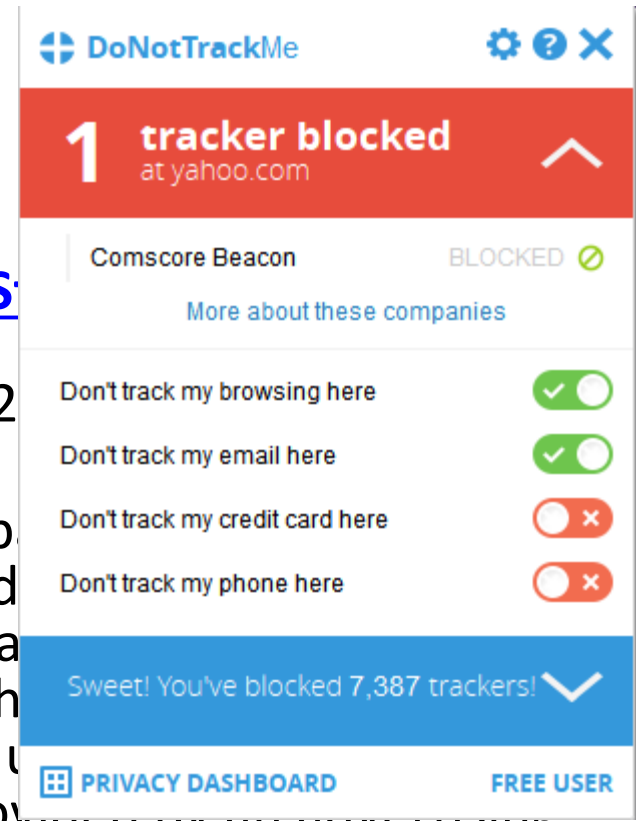 DoNotTrackMe
1 tracker blocked
at yahoo.com
Comscore Beacon BLOCKED
More about these companies
Don't track my browsing here
Don't track my email here
Don't track my credit card here
Don't track my phone here
Sweet! You've blocked 7,387 trackers!
PRIVACY DASHBOARD FREE USER